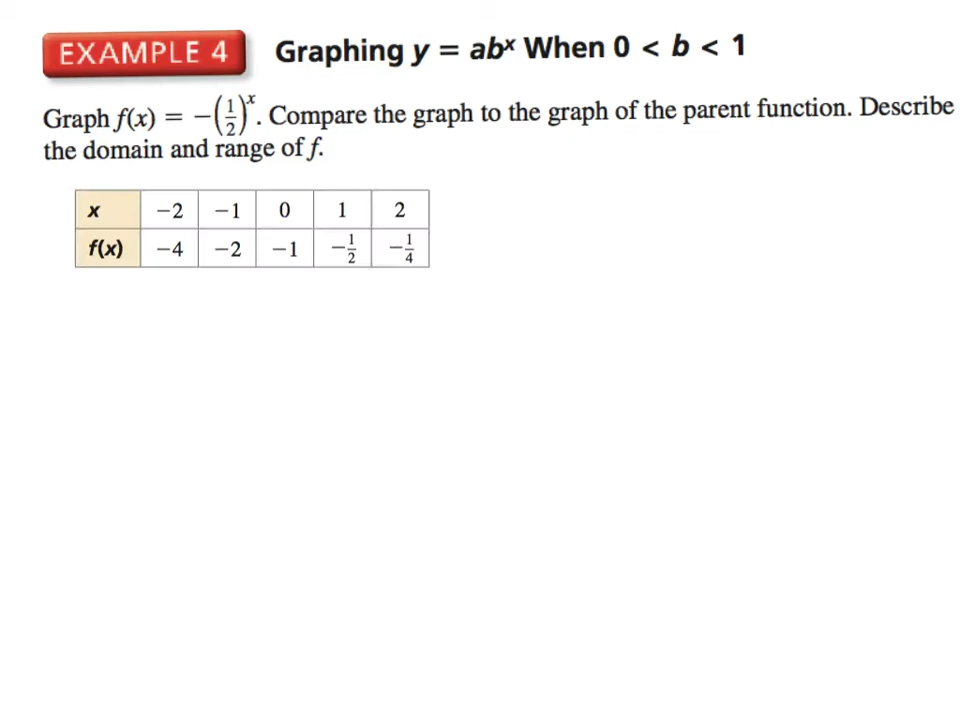 EXAMPLE 4 Graphing y = abˣ When 0 < b < 1
Graph f(x) = −(1/2)ˣ. Compare the graph to the graph of the parent function. Describe
the domain and range of f.
x −2 −1 0 1 2
f(x) −4 −2 −1 −1/2 −1/4